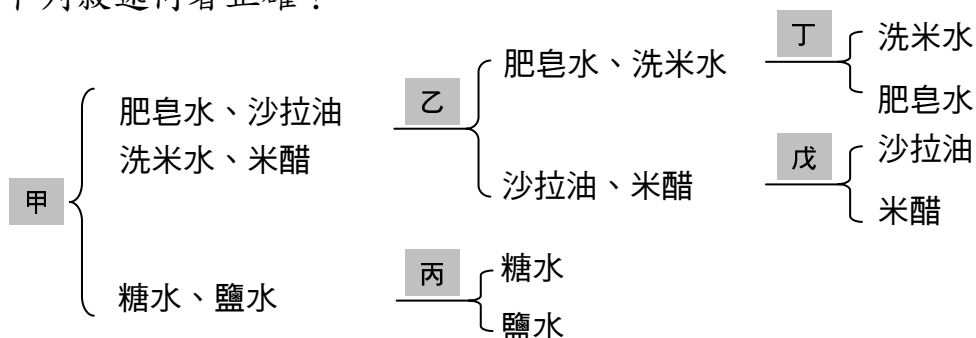 下列敘述何者正確？
甲
肥皂水、沙拉油
洗米水、米醋
乙
肥皂水、洗米水
丁
洗米水
肥皂水
沙拉油、米醋
戊
沙拉油
米醋
糖水、鹽水
丙
糖水
鹽水